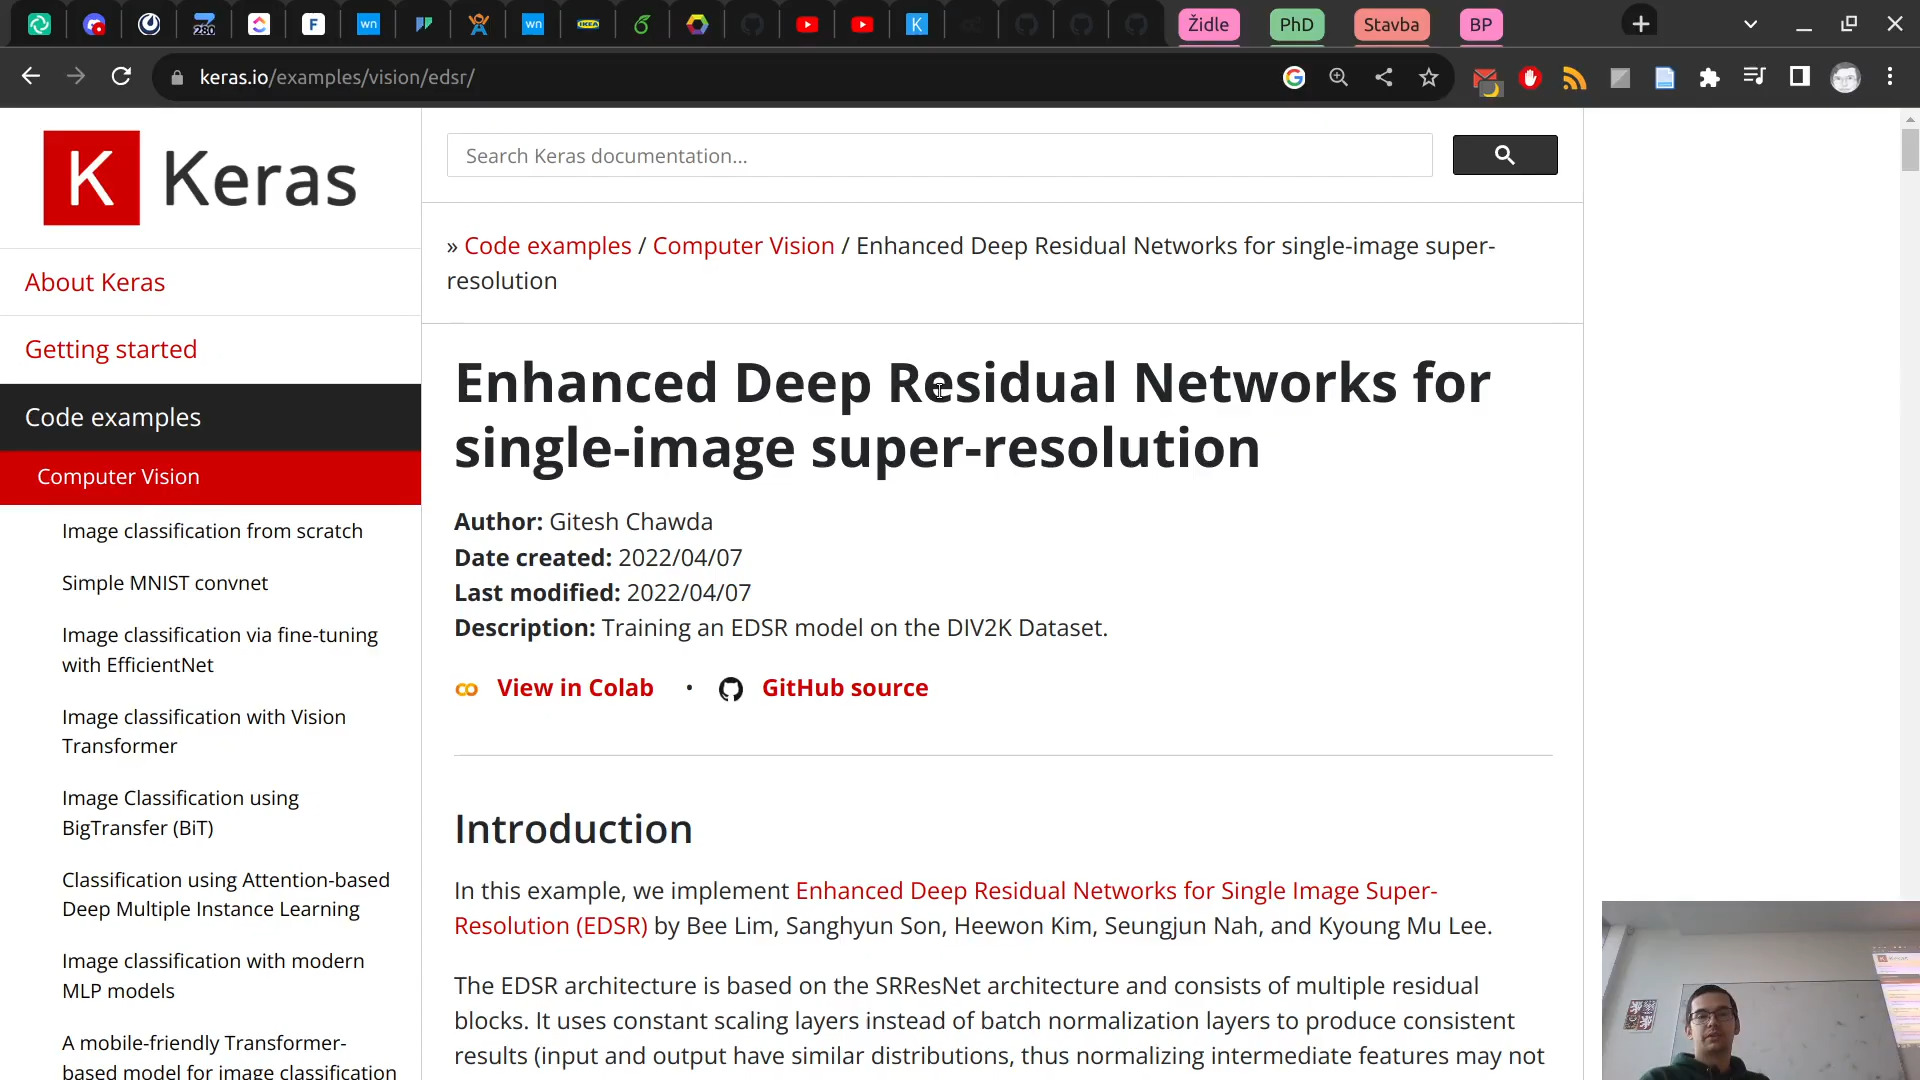 280
F
wn
wn
IKEA
K
Židle
PhD
Stavba
BP
keras.io/examples/vision/edsr/
K Keras
Search Keras documentation...
» Code examples / Computer Vision / Enhanced Deep Residual Networks for single-image super-
resolution
About Keras
Getting started
Code examples
Computer Vision
Image classification from scratch
Simple MNIST convnet
Image classification via fine-tuning
with EfficientNet
Image classification with Vision
Transformer
Image Classification using
BigTransfer (BiT)
Classification using Attention-based
Deep Multiple Instance Learning
Image classification with modern
MLP models
A mobile-friendly Transformer-
based model for image classification
Enhanced Deep Residual Networks for
single-image super-resolution
Author: Gitesh Chawda
Date created: 2022/04/07
Last modified: 2022/04/07
Description: Training an EDSR model on the DIV2K Dataset.
View in Colab • GitHub source
Introduction
In this example, we implement Enhanced Deep Residual Networks for Single Image Super-
Resolution (EDSR) by Bee Lim, Sanghyun Son, Heewon Kim, Seungjun Nah, and Kyoung Mu Lee.
The EDSR architecture is based on the SRResNet architecture and consists of multiple residual
blocks. It uses constant scaling layers instead of batch normalization layers to produce consistent
results (input and output have similar distributions, thus normalizing intermediate features may not